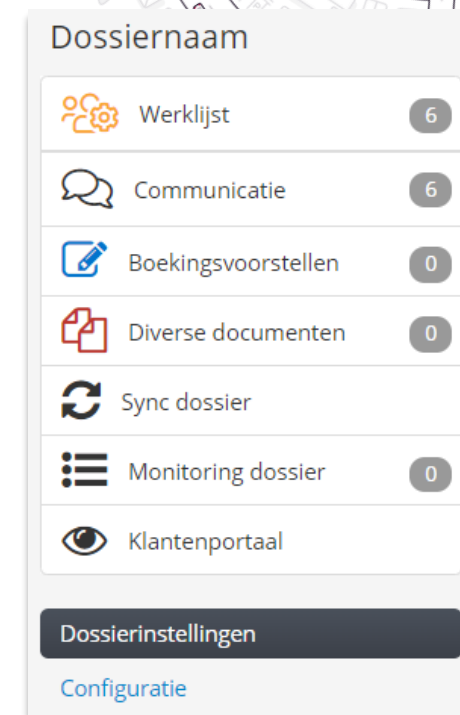 Dossiernaam
Werklijst 6
Communicatie 6
Boekingsvoorstellen 0
Diverse documenten 0
Sync dossier
Monitoring dossier 0
Klantenportaal
Dossierinstellingen
Configuratie